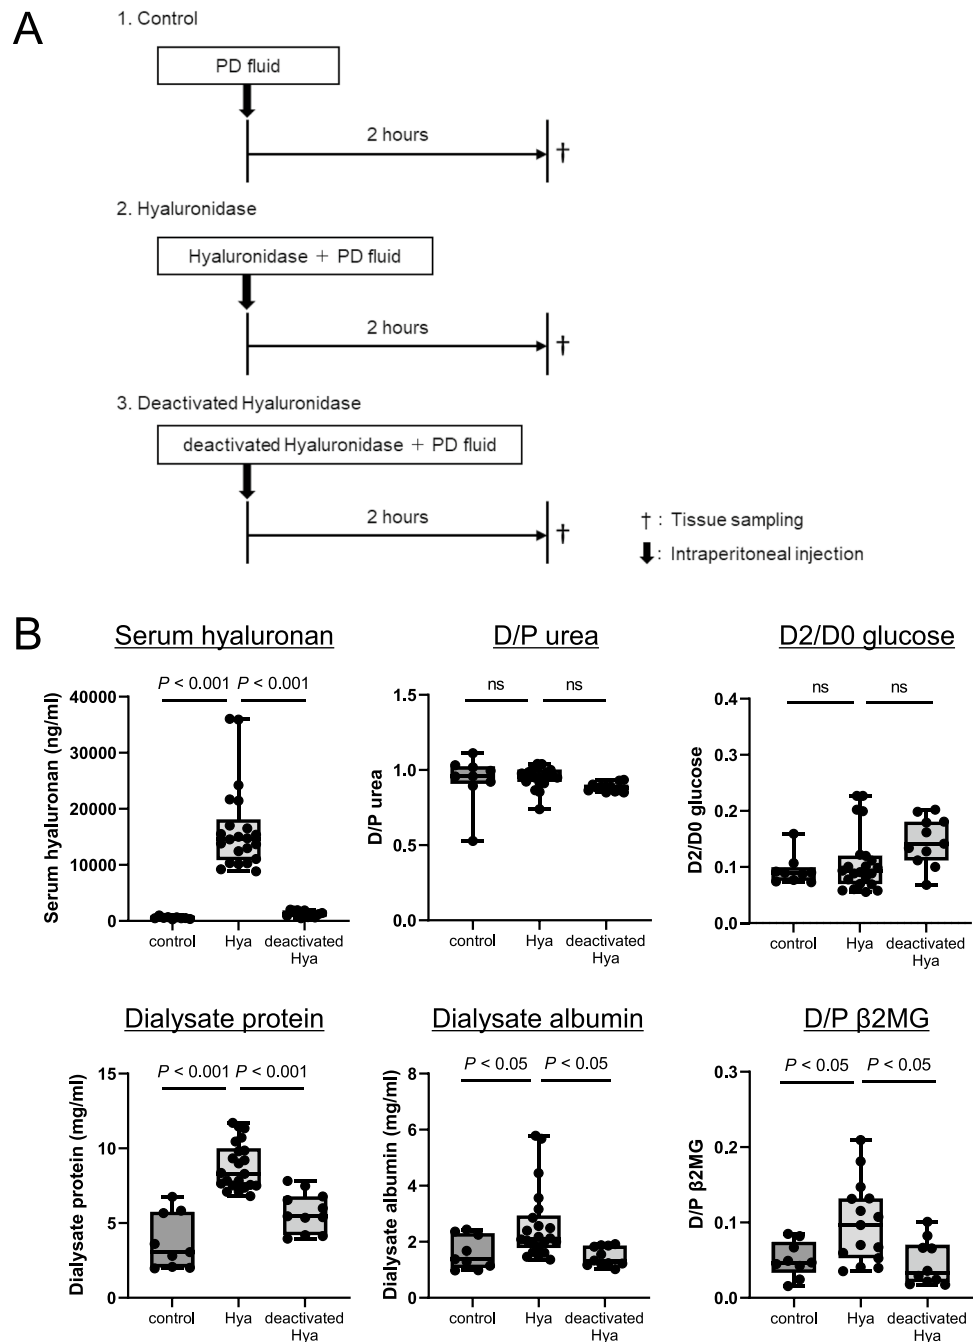 A
1. Control
PD fluid
2 hours
†
2. Hyaluronidase
Hyaluronidase + PD fluid
2 hours
†
3. Deactivated Hyaluronidase
deactivated Hyaluronidase + PD fluid
2 hours
†
† : Tissue sampling
: Intraperitoneal injection
B
Serum hyaluronan
P < 0.001 P < 0.001
Serum hyaluronan (ng/ml)
40000
30000
20000
10000
0
control Hya deactivated
Hya
D/P urea
ns ns
D/P urea
1.5
1.0
0.5
0.0
control Hya deactivated
Hya
D2/D0 glucose
ns ns
D2/D0 glucose
0.4
0.3
0.2
0.1
0.0
control Hya deactivated
Hya
Dialysate protein
P < 0.001 P < 0.001
Dialysate protein (mg/ml)
15
10
5
0
control Hya deactivated
Hya
Dialysate albumin
P < 0.05 P < 0.05
Dialysate albumin (mg/ml)
8
6
4
2
0
control Hya deactivated
Hya
D/P β2MG
P < 0.05 P < 0.05
D/P β2MG
0.3
0.2
0.1
0.0
control Hya deactivated
Hya